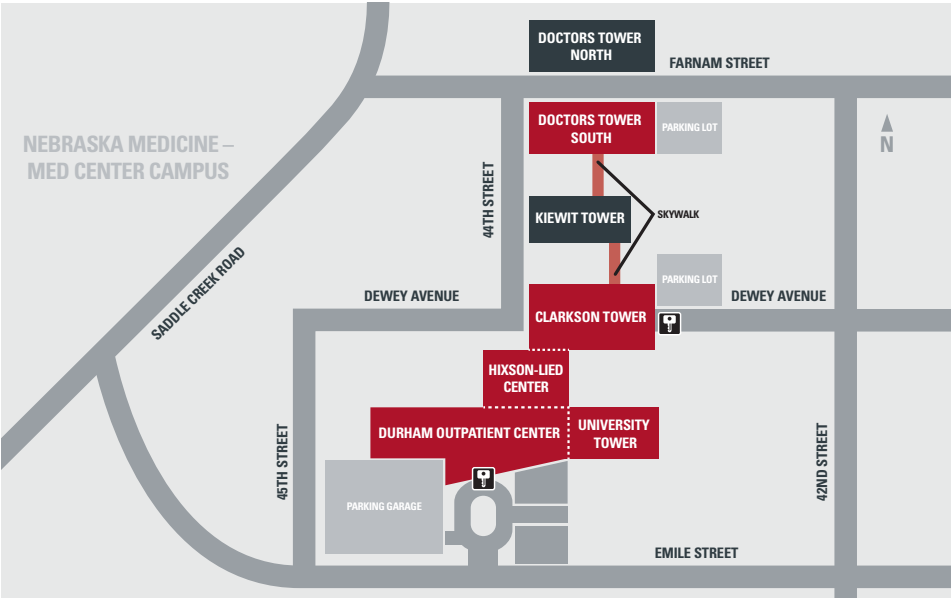 DOCTORS TOWER
NORTH
FARNAM STREET
DOCTORS TOWER
SOUTH
PARKING LOT
N
NEBRASKA MEDICINE –
MED CENTER CAMPUS
44TH STREET
KIEWIT TOWER
SKYWALK
SADDLE CREEK ROAD
PARKING LOT
DEWEY AVENUE
DEWEY AVENUE
CLARKSON TOWER
HIXSON-LIED
CENTER
DURHAM OUTPATIENT CENTER
UNIVERSITY
TOWER
45TH STREET
42ND STREET
PARKING GARAGE
EMILE STREET